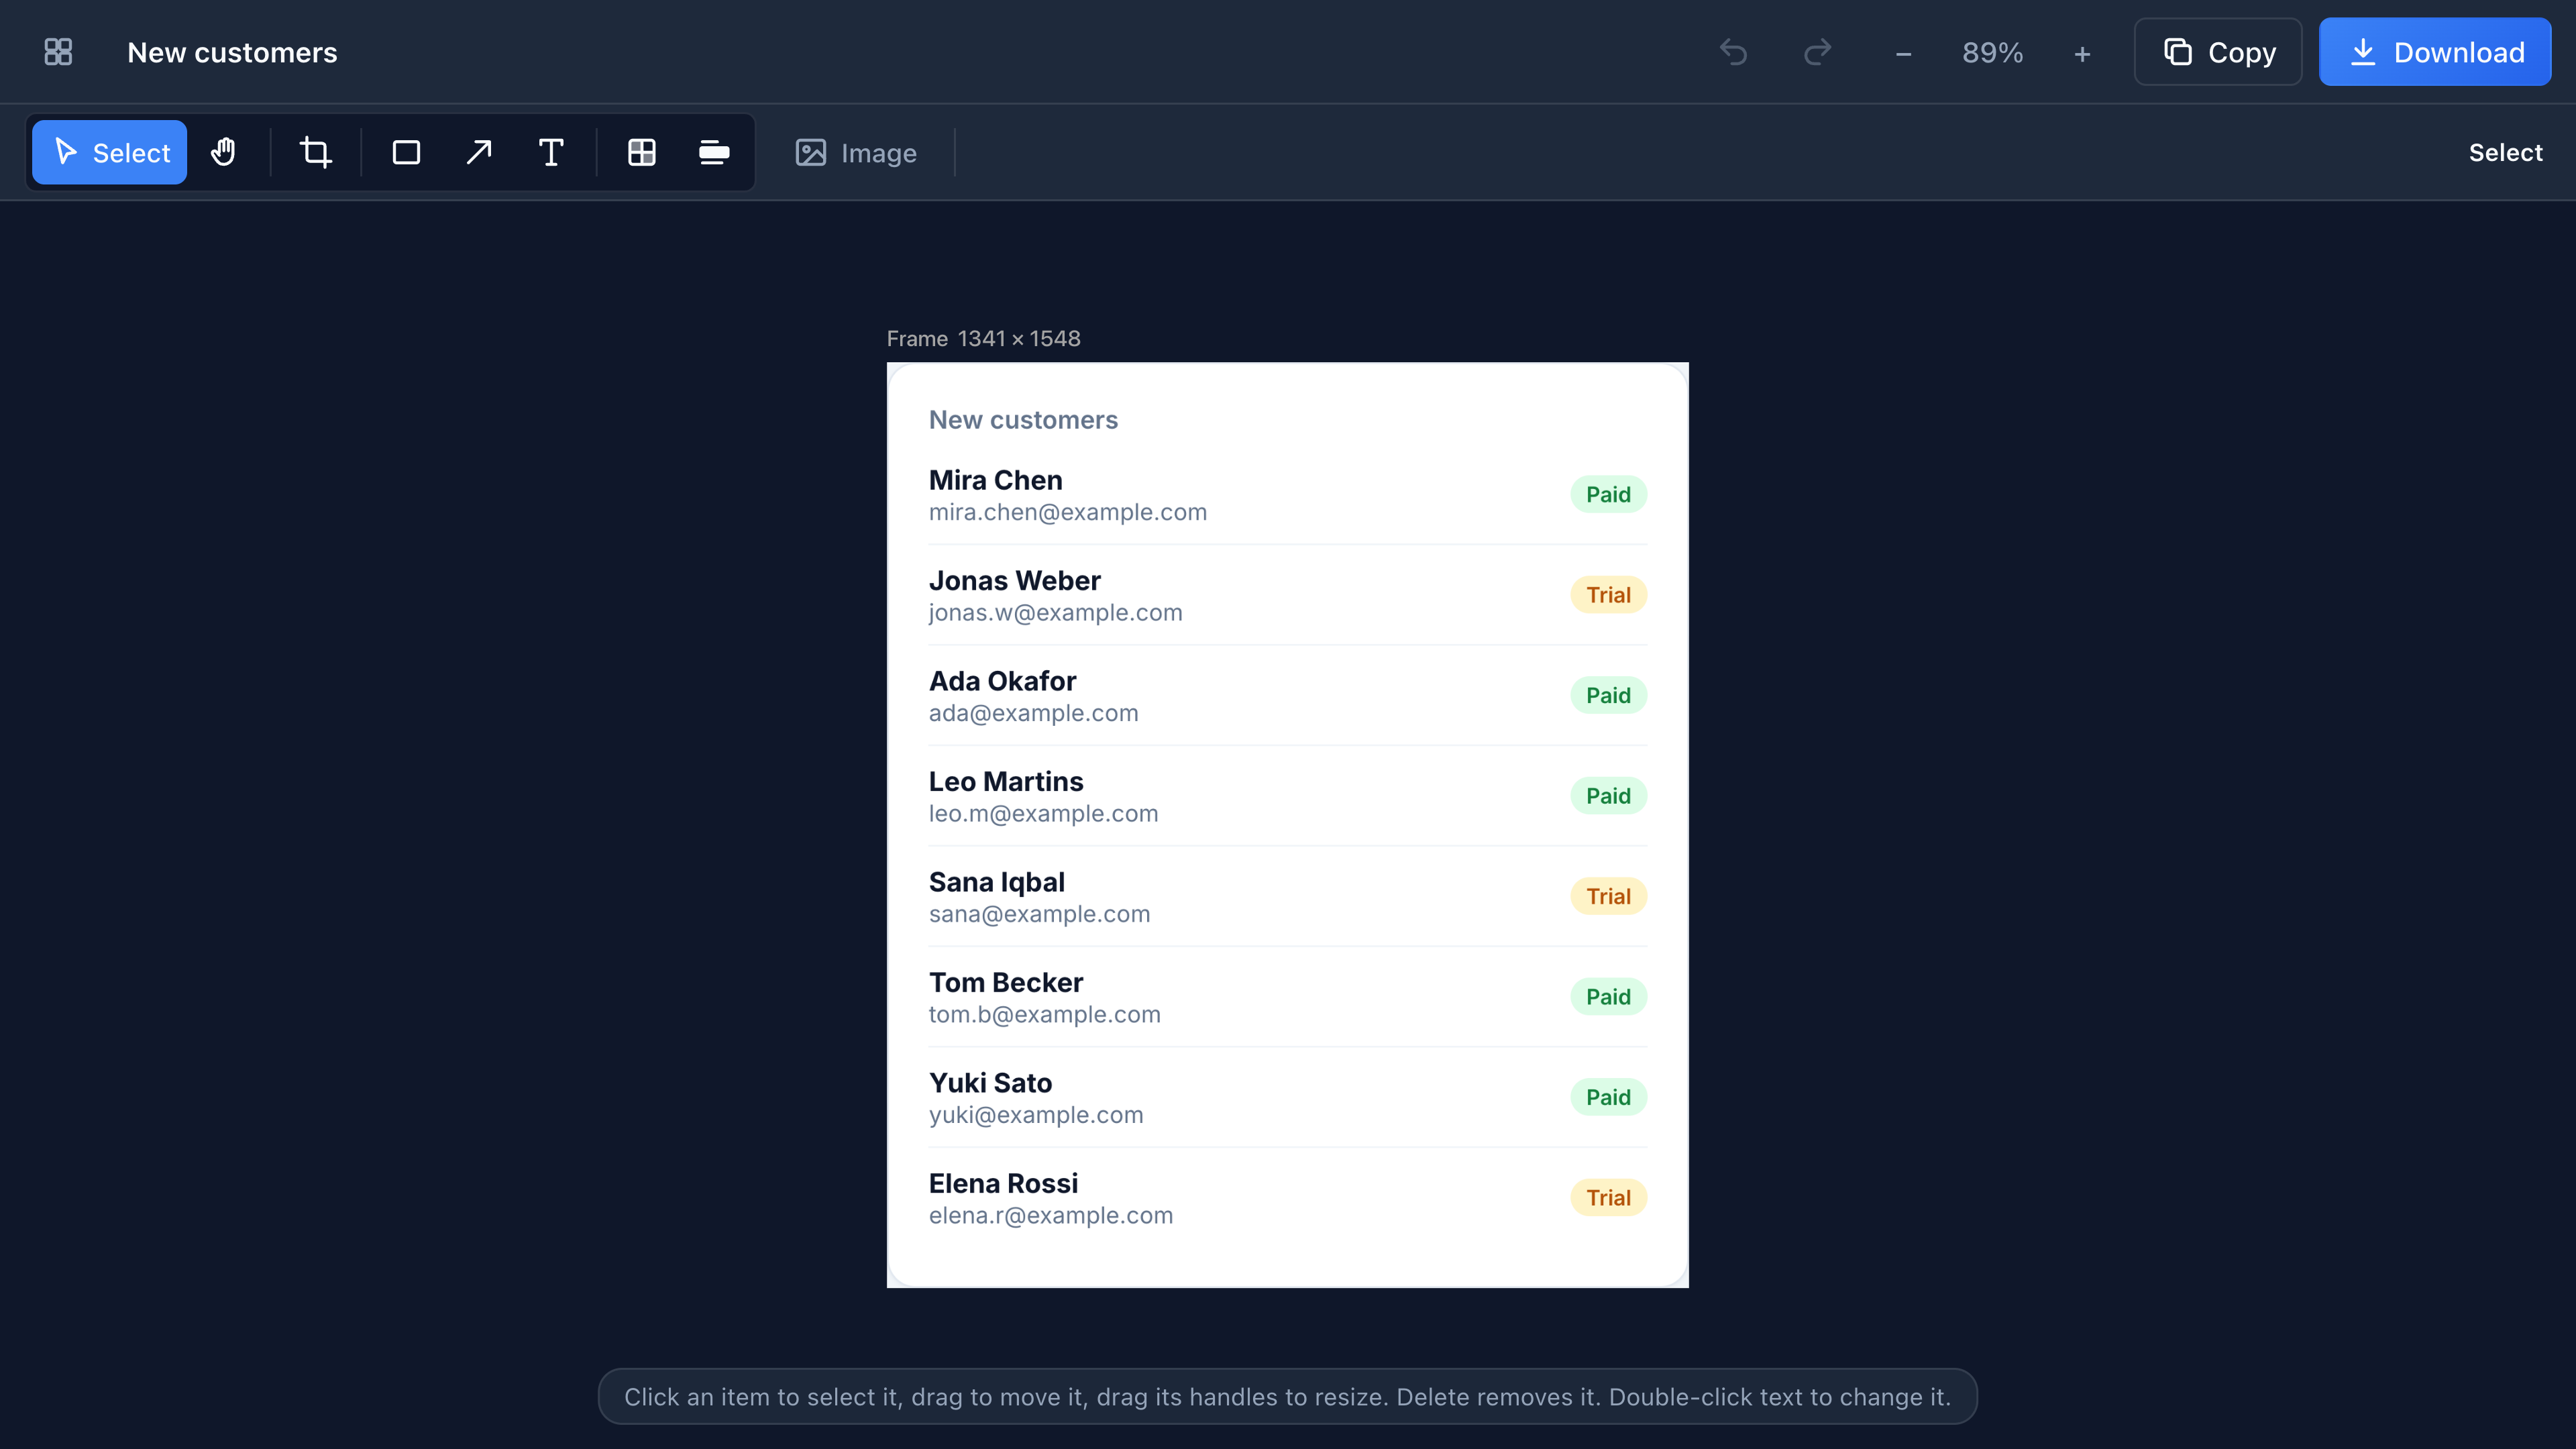 New customers
89%
Copy
Download
Select
Image
Select
Frame 1341 × 1548
New customers
Mira Chen
mira.chen@example.com
Paid
Jonas Weber
jonas.w@example.com
Trial
Ada Okafor
ada@example.com
Paid
Leo Martins
leo.m@example.com
Paid
Sana Iqbal
sana@example.com
Trial
Tom Becker
tom.b@example.com
Paid
Yuki Sato
yuki@example.com
Paid
Elena Rossi
elena.r@example.com
Trial
Click an item to select it, drag to move it, drag its handles to resize. Delete removes it. Double-click text to change it.